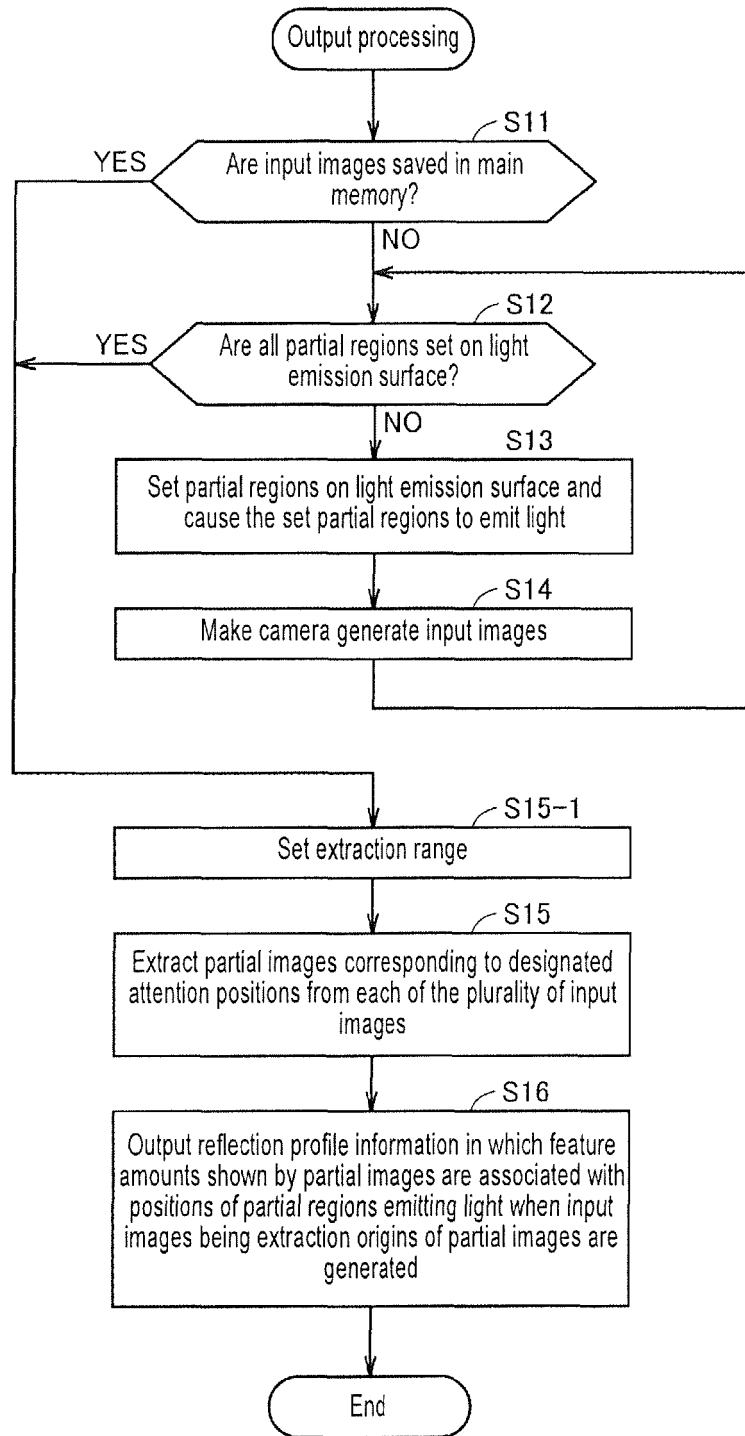 Output processing
S11
YES
Are input images saved in main
memory?
NO
S12
YES
Are all partial regions set on light
emission surface?
NO
S13
Set partial regions on light emission surface and
cause the set partial regions to emit light
S14
Make camera generate input images
S15-1
Set extraction range
S15
Extract partial images corresponding to designated
attention positions from each of the plurality of input
images
S16
Output reflection profile information in which feature
amounts shown by partial images are associated with
positions of partial regions emitting light when input
images being extraction origins of partial images are
generated
End